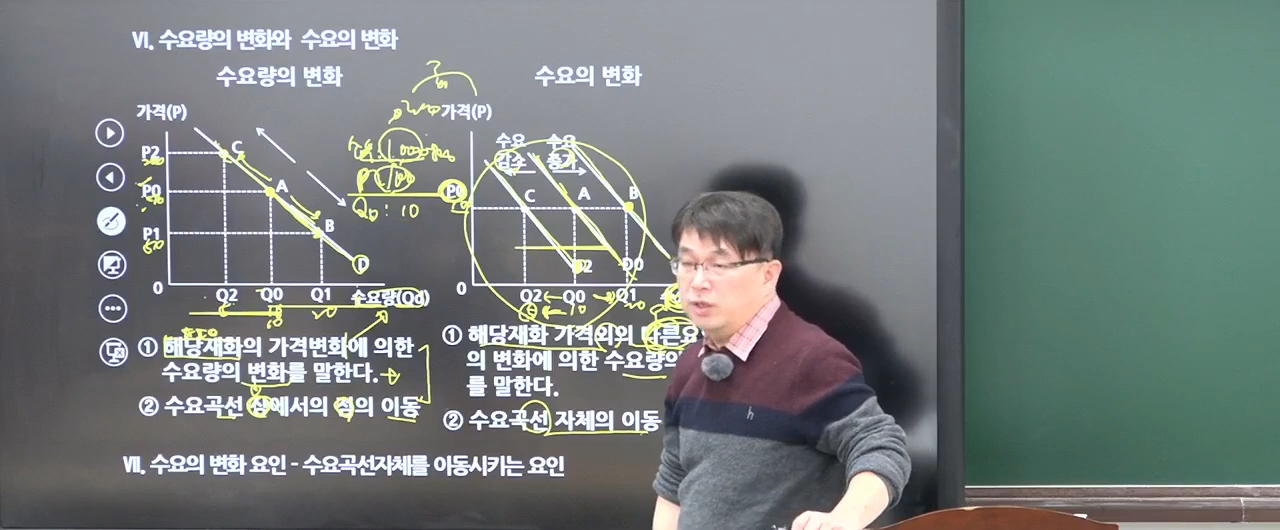 VI. 수요량의 변화와 수요의 변화
수요량의 변화
가격(P)
P2
P0
P1
0
C
A
B
D
Q2 Q0 Q1 수요량(Qd)
① 해당재화의 가격변화에 의한
수요량의 변화를 말한다.
② 수요곡선 상에서의 점의 이동
Q0 : 10
수요의 변화
가격(P)
수요 수요
감소 증가
P0
C A B
0
D2 D0
Q2 Q0 Q1
① 해당재화 가격외의 다른요
의 변화에 의한 수요량의
를 말한다.
② 수요곡선 자체의 이동
VII. 수요의 변화 요인 - 수요곡선자체를 이동시키는 요인